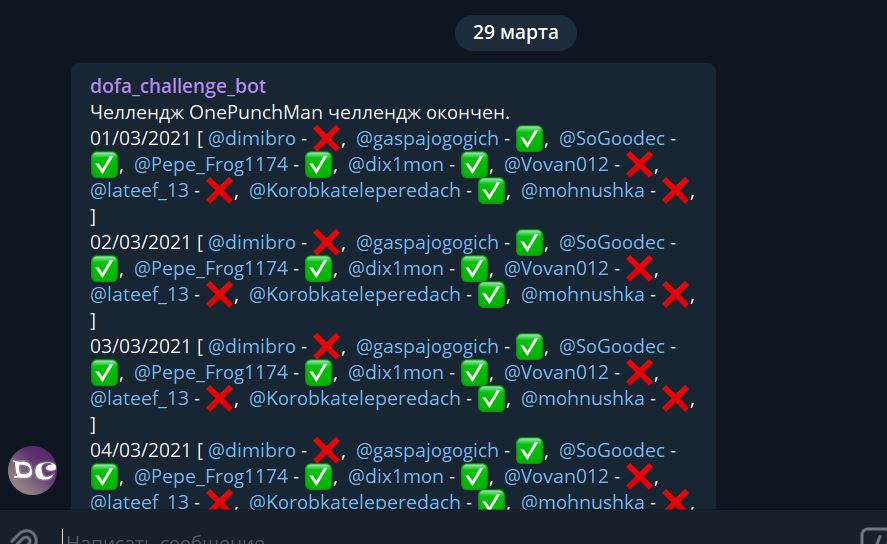 29 марта
dofa_challenge_bot
Челлендж OnePunchMan челлендж окончен.
01/03/2021 [ @dimibro - ❌, @gaspajogogich - ✅, @SoGoodec -
✅, @Pepe_Frog1174 - ✅, @dix1mon - ✅, @Vovan012 - ❌,
@lateef_13 - ❌, @Korobkateleperedach - ✅, @mohnushka - ❌,
]
02/03/2021 [ @dimibro - ❌, @gaspajogogich - ✅, @SoGoodec -
✅, @Pepe_Frog1174 - ✅, @dix1mon - ✅, @Vovan012 - ❌,
@lateef_13 - ❌, @Korobkateleperedach - ✅, @mohnushka - ❌,
]
03/03/2021 [ @dimibro - ❌, @gaspajogogich - ✅, @SoGoodec -
✅, @Pepe_Frog1174 - ✅, @dix1mon - ✅, @Vovan012 - ❌,
@lateef_13 - ❌, @Korobkateleperedach - ✅, @mohnushka - ❌,
]
04/03/2021 [ @dimibro - ❌, @gaspajogogich - ✅, @SoGoodec -
✅, @Pepe_Frog1174 - ✅, @dix1mon - ✅, @Vovan012 - ❌,
@lateef_13 - ❌, @Korobkateleperedach - ✅, @mohnushka - ❌,
DC
Написать сообщение...